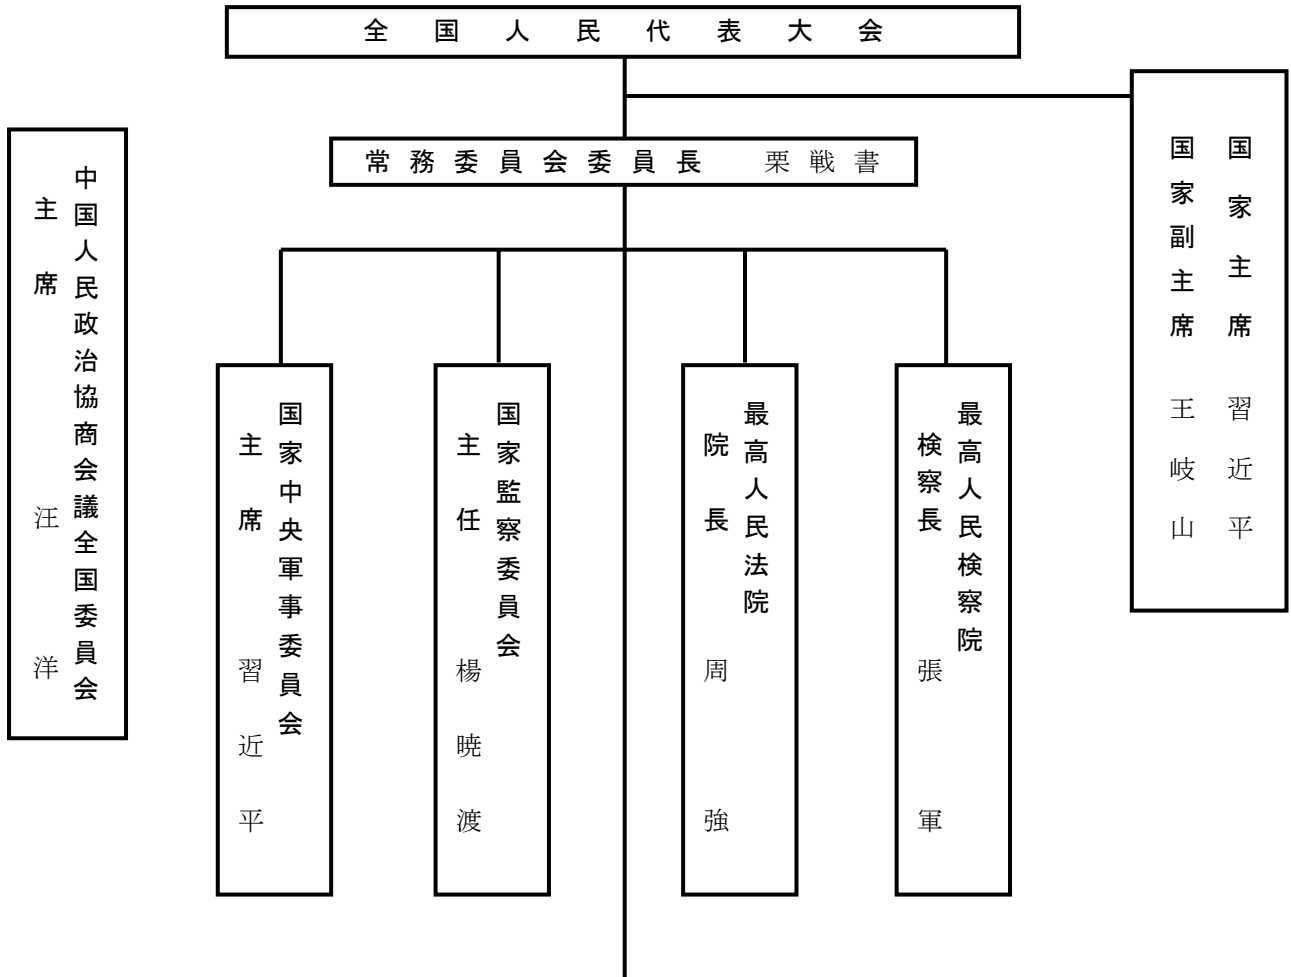 全国人民代表大会
国家主席 習近平
国家副主席 王岐山
常務委員会委員長 栗戦書
中国人民政治協商会議全国委員会
主席 汪洋
国家中央軍事委員会
主席 習近平
国家監察委員会
主任 楊暁渡
最高人民法院
院長 周強
最高人民検察院
検察長 張軍